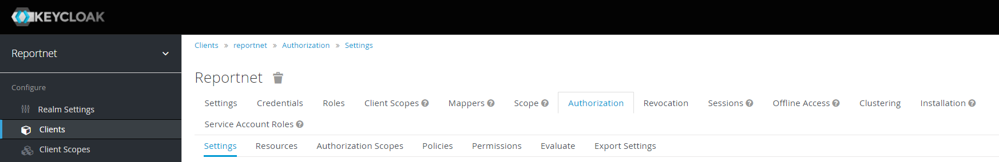 KEYCLOAK
Reportnet
Configure
Realm Settings
Clients
Client Scopes
Clients » reportnet » Authorization » Settings
Reportnet
Settings Credentials Roles Client Scopes ? Mappers ? Scope ? Authorization Revocation Sessions ? Offline Access ? Clustering Installation ?
Service Account Roles ?
Settings Resources Authorization Scopes Policies Permissions Evaluate Export Settings